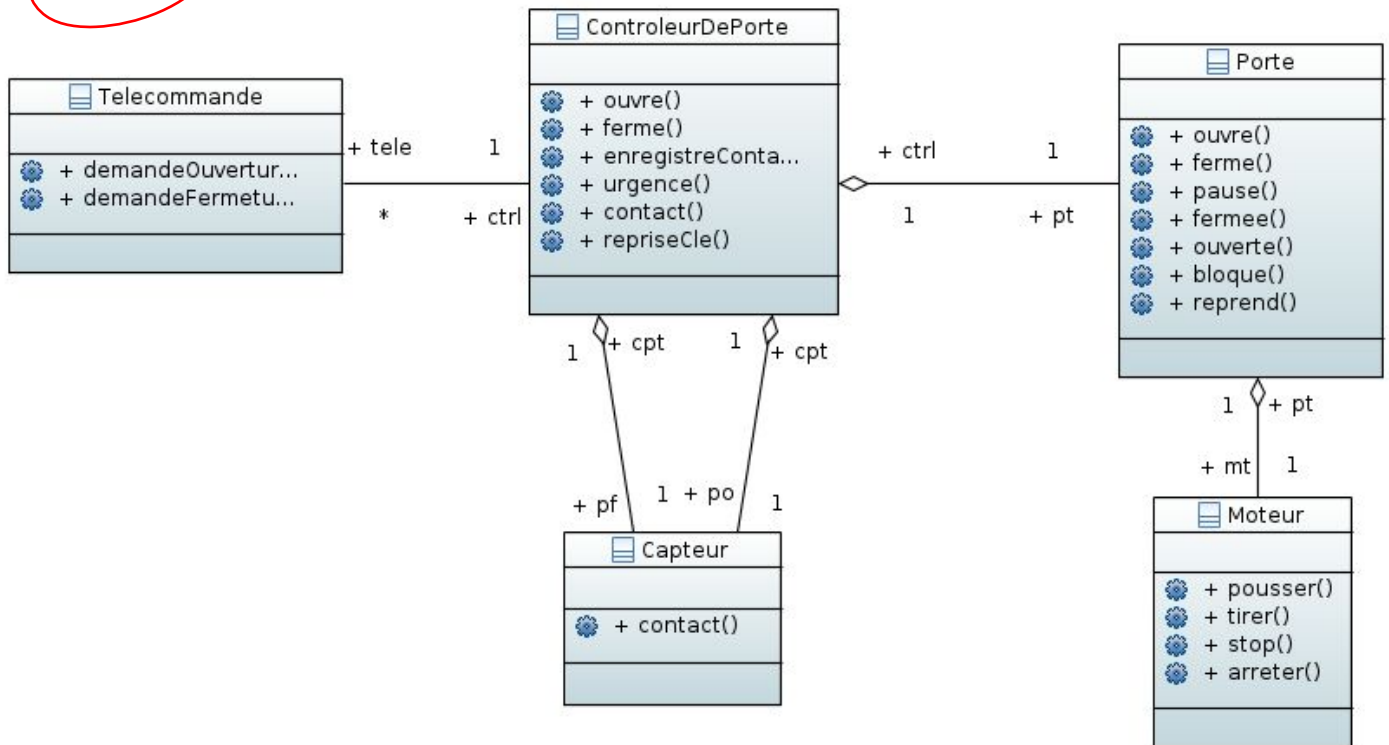 ControleurDePorte
+ ouvre()
+ ferme()
+ enregistreConta...
+ urgence()
+ contact()
+ repriseCle()
Telecommande
+ demandeOuvertur...
+ demandeFermetu...
+ tele
1
*
+ ctrl
+ ctrl
1
1
+ pt
Porte
+ ouvre()
+ ferme()
+ pause()
+ fermee()
+ ouverte()
+ bloque()
+ reprend()
1
+ cpt
1
+ cpt
+ pf
1
+ po
1
Capteur
+ contact()
1
+ pt
+ mt
1
Moteur
+ pousser()
+ tirer()
+ stop()
+ arreter()